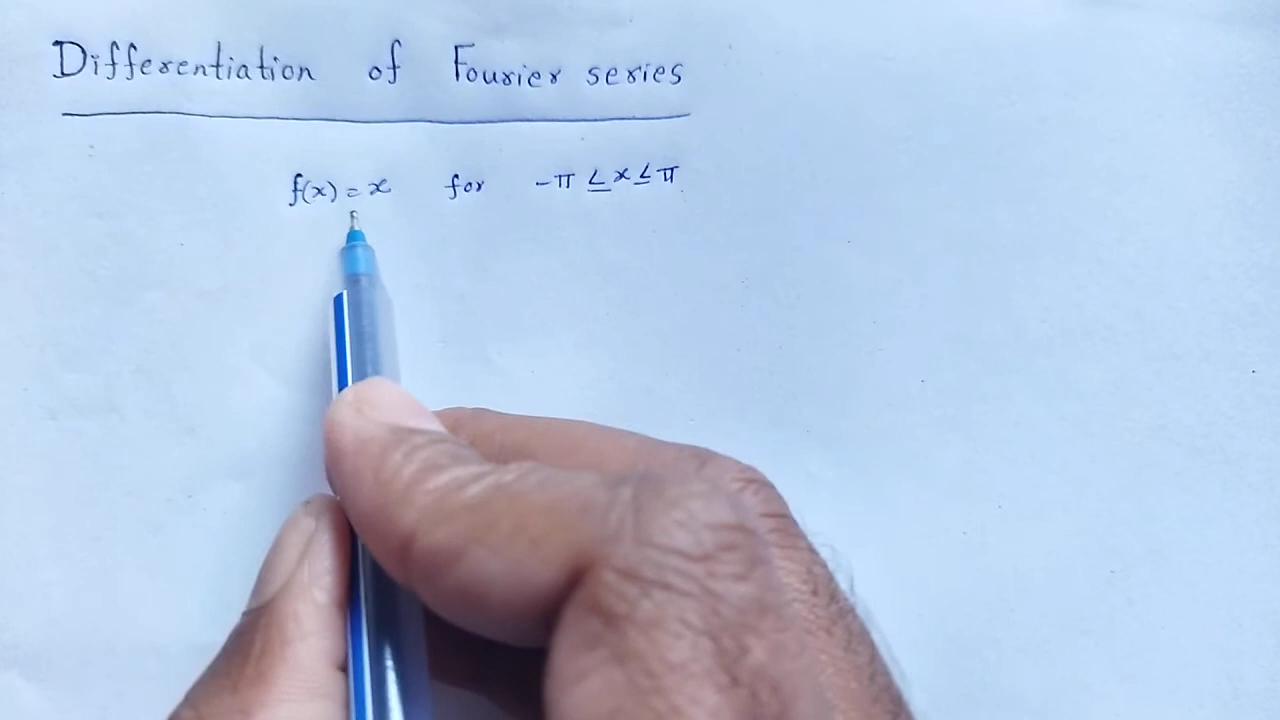 Differentiation of Fourier series
f(x) = x for -π ≤ x ≤ π